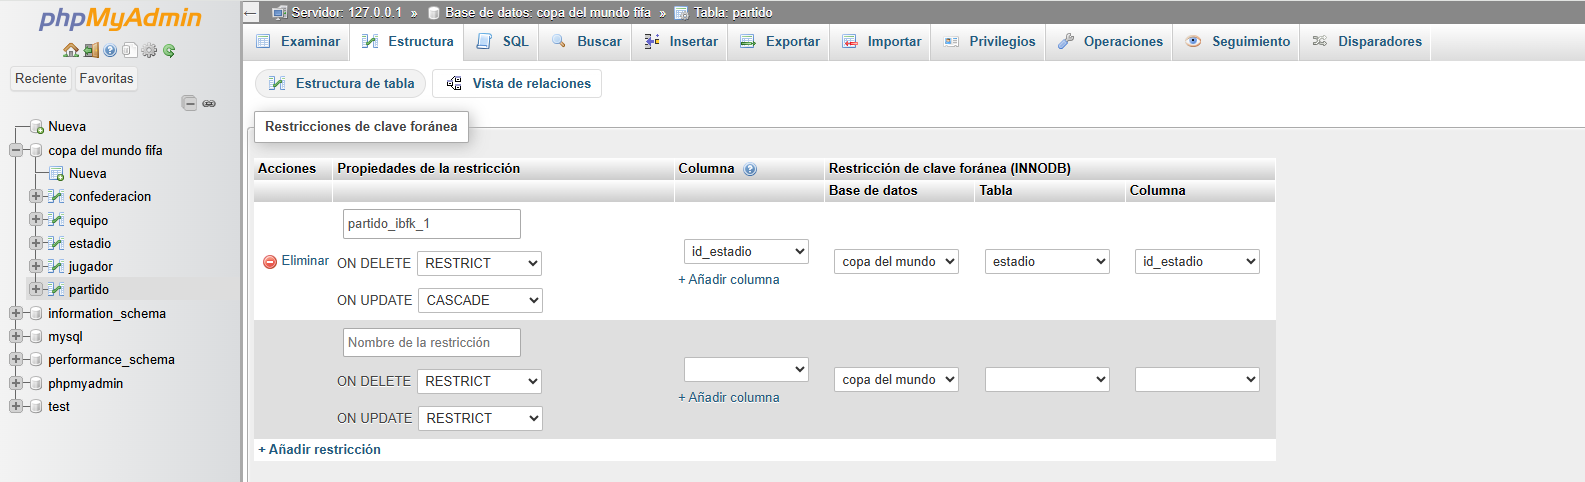 phpMyAdmin
Reciente Favoritas
Nueva
copa del mundo fifa
Nueva
confederacion
equipo
estadio
jugador
partido
information_schema
mysql
performance_schema
phpmyadmin
test
Servidor: 127.0.0.1 » Base de datos: copa del mundo fifa » Tabla: partido
Examinar Estructura SQL Buscar Insertar Exportar Importar Privilegios Operaciones Seguimiento Disparadores
Estructura de tabla Vista de relaciones
Restricciones de clave foránea
Acciones Propiedades de la restricción Columna Restricción de clave foránea (INNODB)
Base de datos Tabla Columna
partido_ibfk_1
Eliminar ON DELETE RESTRICT id_estadio copa del mundo estadio id_estadio
+ Añadir columna
ON UPDATE CASCADE
Nombre de la restricción
ON DELETE RESTRICT copa del mundo
+ Añadir columna
ON UPDATE RESTRICT
+ Añadir restricción